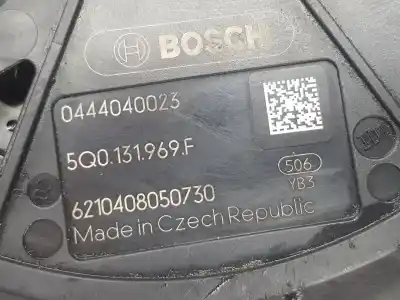 BOSCH
0444040023
5Q0.131.969.F
506
YB3
6210408050730
Made in Czech Republic